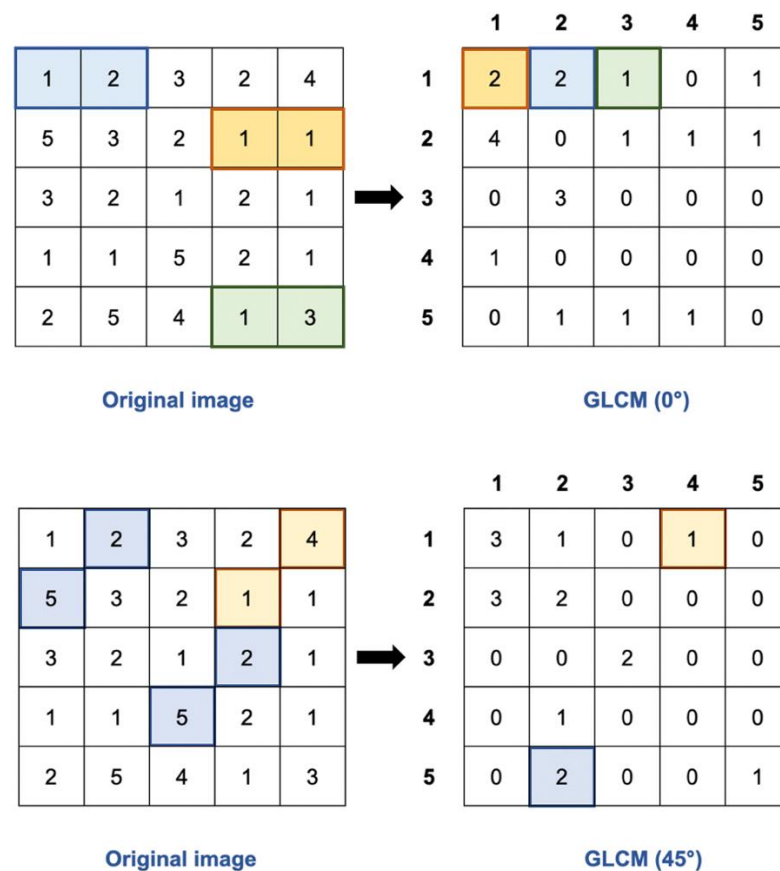 1 2 3 4 5
1 2 3 2 4 1 2 2 1 0 1
5 3 2 1 1 2 4 0 1 1 1
3 2 1 2 1 3 0 3 0 0 0
1 1 5 2 1 4 1 0 0 0 0
2 5 4 1 3 5 0 1 1 1 0
Original image GLCM (0°)
1 2 3 4 5
1 2 3 2 4 1 3 1 0 1 0
5 3 2 1 1 2 3 2 0 0 0
3 2 1 2 1 3 0 0 2 0 0
1 1 5 2 1 4 0 1 0 0 0
2 5 4 1 3 5 0 2 0 0 1
Original image GLCM (45°)